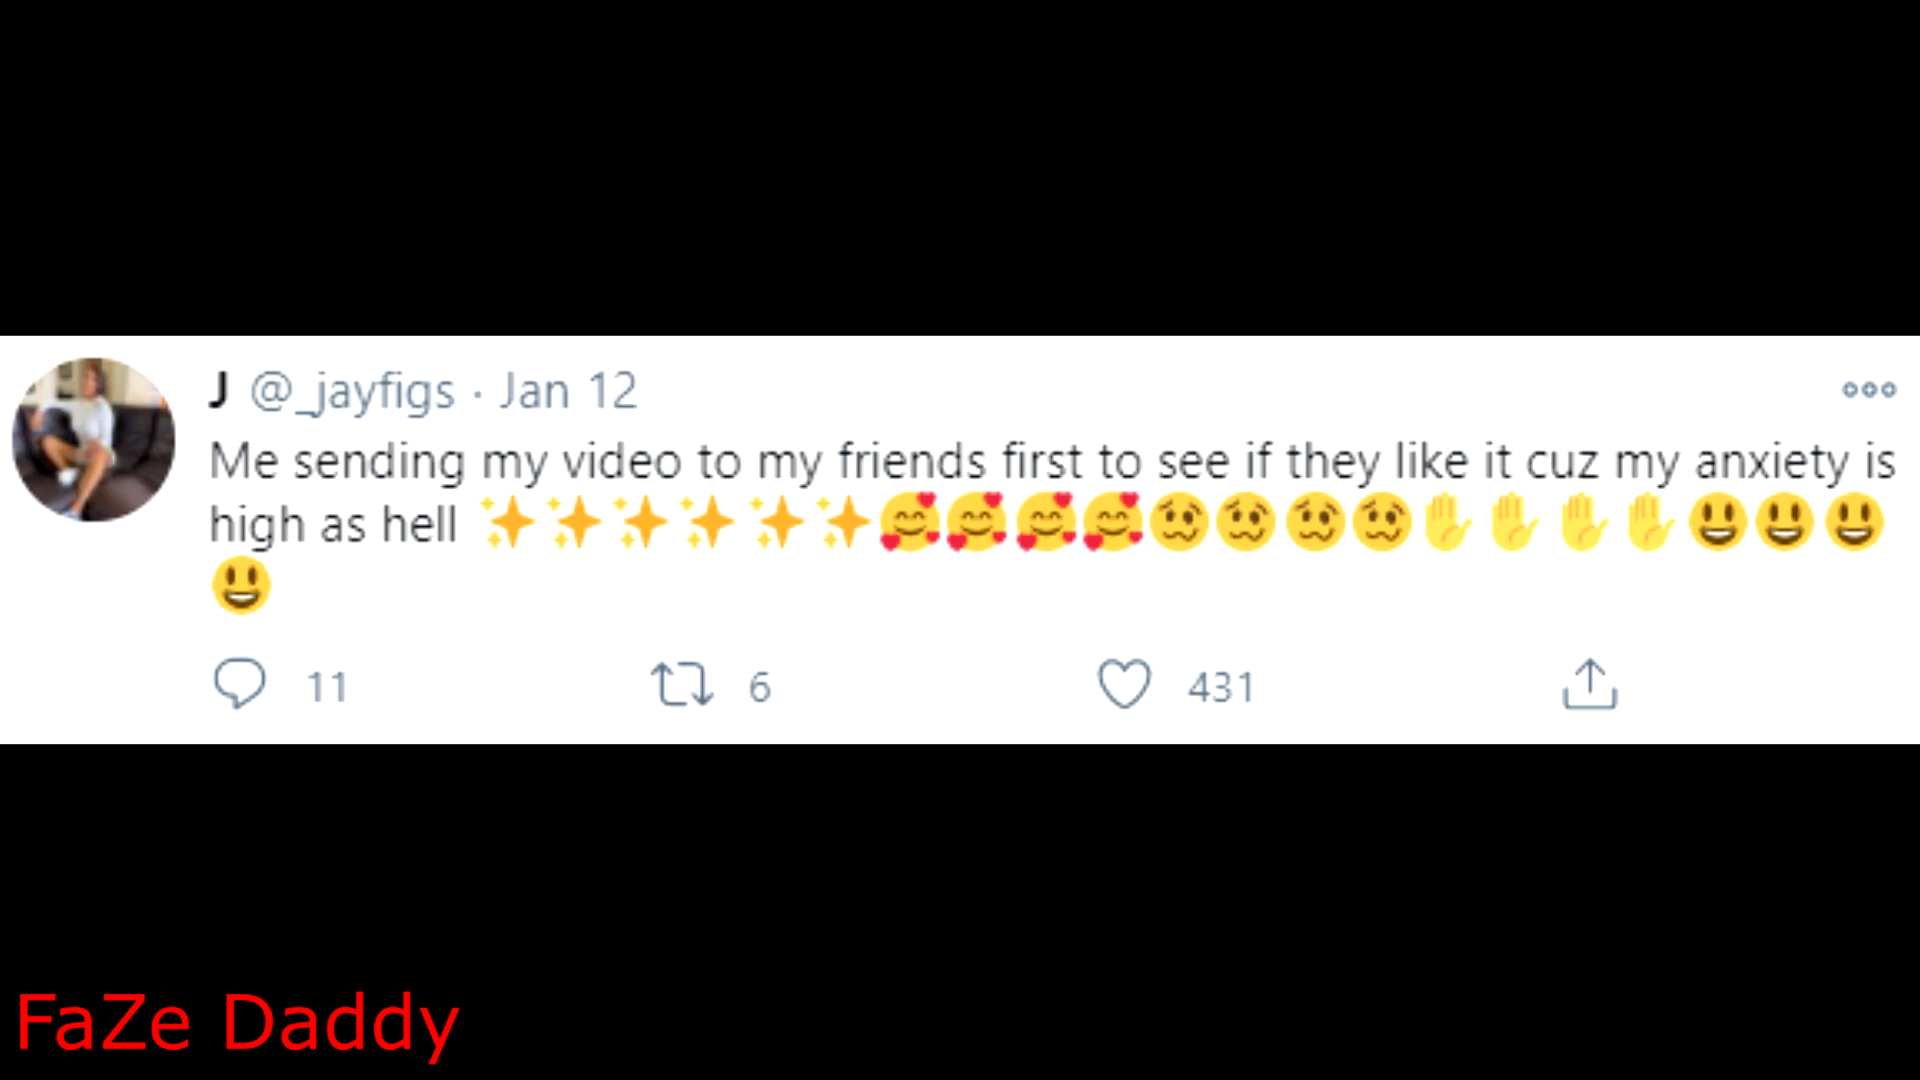 J @_jayfigs · Jan 12
Me sending my video to my friends first to see if they like it cuz my anxiety is
high as hell ✨✨✨✨✨✨🥰🥰🥰🥰🥴🥴🥴🥴✋✋✋✋😃😃😃
😃
11 6 431
FaZe Daddy